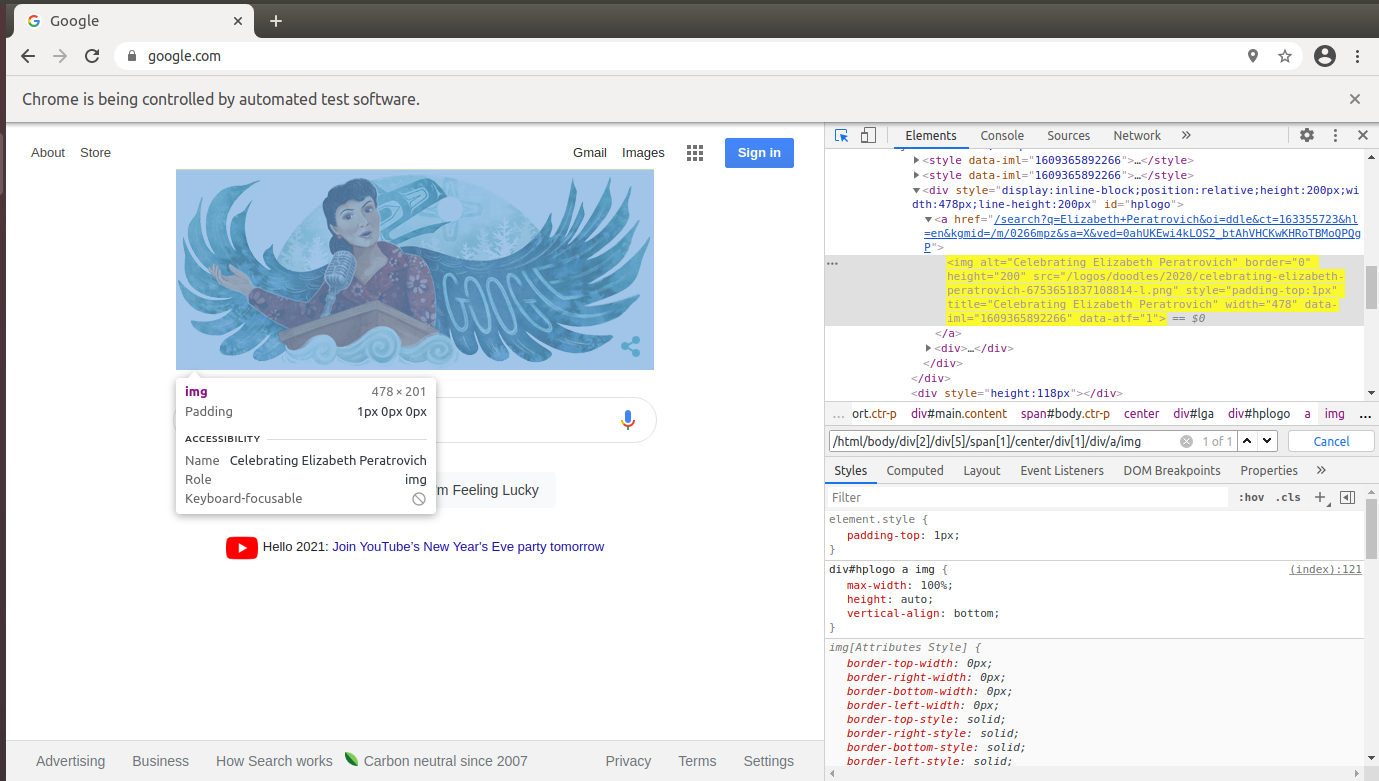 Google
google.com
Chrome is being controlled by automated test software.
About Store
Gmail Images
Sign in
GOOGLE
img 478 × 201
Padding 1px 0px 0px
ACCESSIBILITY
Name Celebrating Elizabeth Peratrovich
Role img
Keyboard-focusable
'm Feeling Lucky
Hello 2021: Join YouTube's New Year's Eve party tomorrow
Advertising Business How Search works Carbon neutral since 2007 Privacy Terms Settings
Elements Console Sources Network »
<style data-iml="1609365892266">…</style>
<style data-iml="1609365892266">…</style>
<div style="display:inline-block;position:relative;height:200px;wi
dth:478px;line-height:200px" id="hplogo">
<a href="/search?q=Elizabeth+Peratrovich&oi=ddle&ct=163355723&hl
=en&kgmid=/m/0266mpz&sa=X&ved=0ahUKEwi4kLOS2_btAhVHCKwKHRoTBMoQPQg
P">
… <img alt="Celebrating Elizabeth Peratrovich" border="0"
height="200" src="/logos/doodles/2020/celebrating-elizabeth-
peratrovich-6753651837108814-l.png" style="padding-top:1px"
title="Celebrating Elizabeth Peratrovich" width="478" data-
iml="1609365892266" data-atf="1"> == $0
</a>
<div>…</div>
</div>
</div>
<div style="height:118px"></div>
… ort.ctr-p div#main.content span#body.ctr-p center div#lga div#hplogo a img …
/html/body/div[2]/div[5]/span[1]/center/div[1]/div/a/img 1 of 1 Cancel
Styles Computed Layout Event Listeners DOM Breakpoints Properties »
Filter :hov .cls +
element.style {
padding-top: 1px;
}
div#hplogo a img { (index):121
max-width: 100%;
height: auto;
vertical-align: bottom;
}
img[Attributes Style] {
border-top-width: 0px;
border-right-width: 0px;
border-bottom-width: 0px;
border-left-width: 0px;
border-top-style: solid;
border-right-style: solid;
border-bottom-style: solid;
border-left-style: solid;